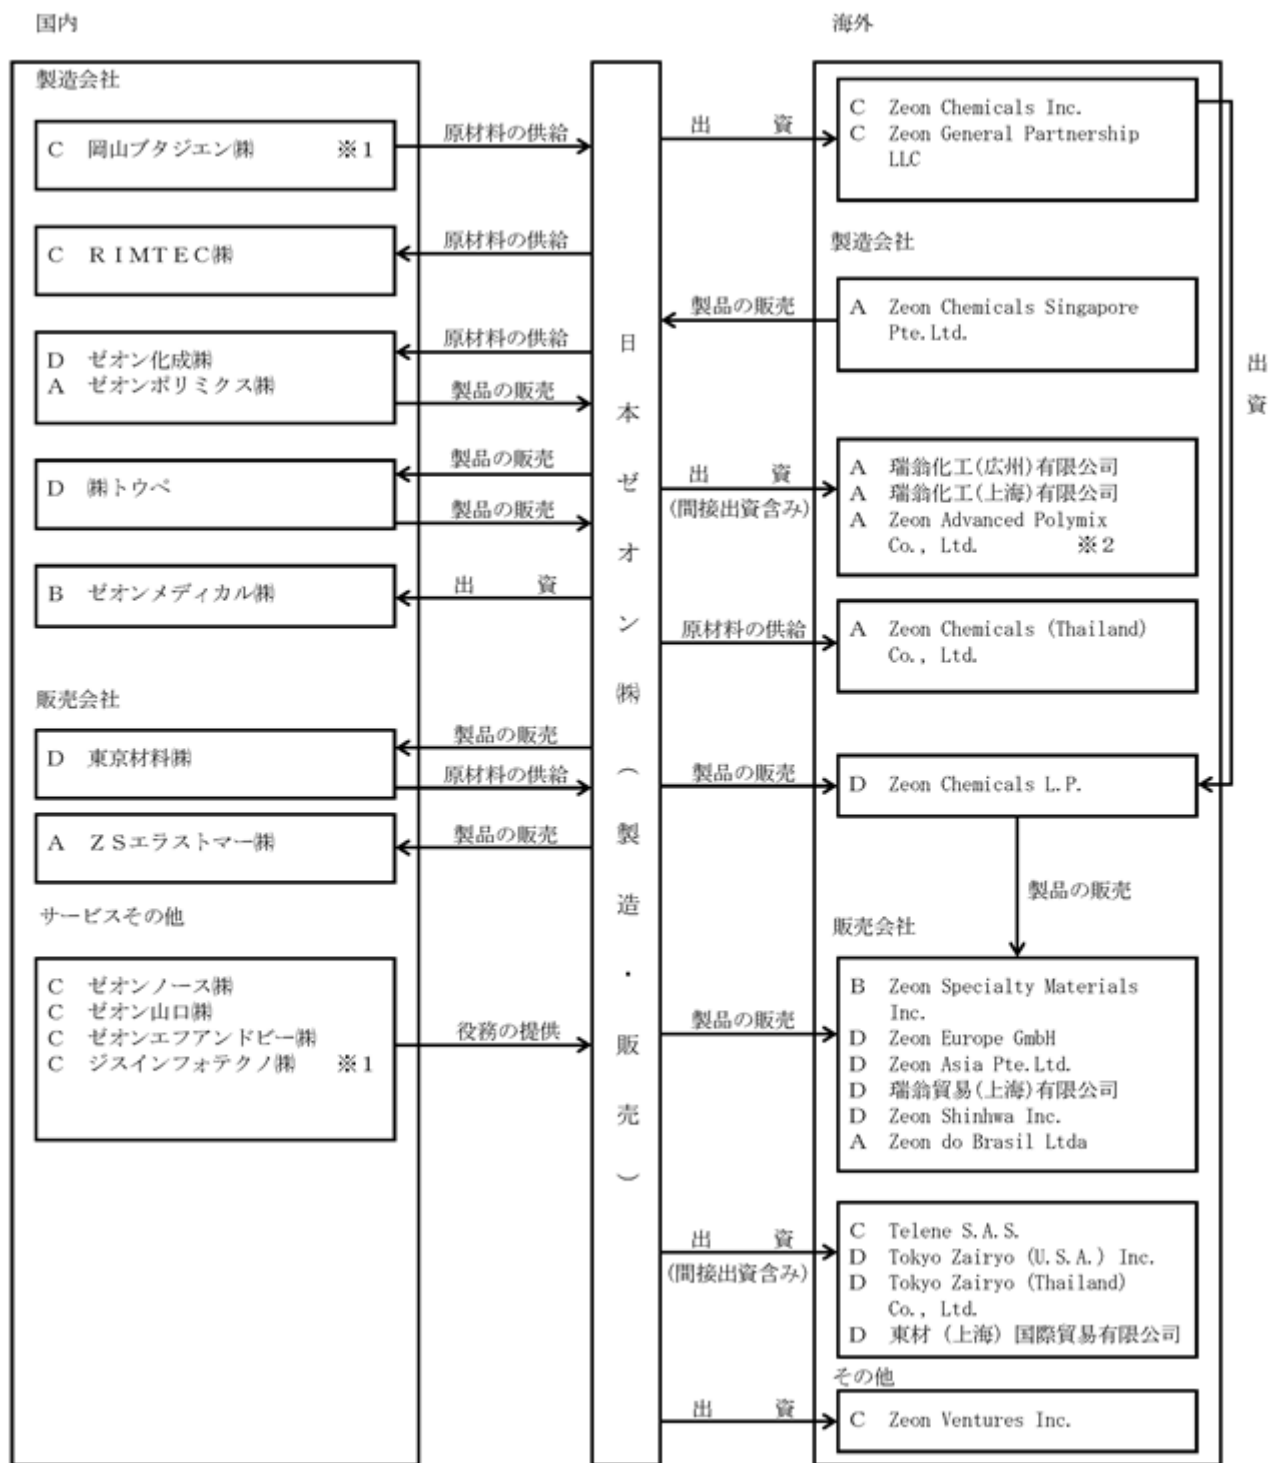 国内
製造会社
C 岡山ブタジエン㈱ ※1
C RIMTEC㈱
D ゼオン化成㈱
A ゼオンポリミクス㈱
D ㈱トウペ
B ゼオンメディカル㈱
販売会社
D 東京材料㈱
A ZSエラストマー㈱
サービスその他
C ゼオンノース㈱
C ゼオン山口㈱
C ゼオンエフアンドビー㈱
C ジスインフォテクノ㈱ ※1
原材料の供給
原材料の供給
原材料の供給
製品の販売
製品の販売
製品の販売
出 資
製品の販売
原材料の供給
製品の販売
役務の提供
日本ゼオン㈱(製造・販売)
出 資
製品の販売
出 資
(間接出資含み)
原材料の供給
製品の販売
製品の販売
出 資
(間接出資含み)
出 資
海外
C Zeon Chemicals Inc.
C Zeon General Partnership
LLC
製造会社
A Zeon Chemicals Singapore
Pte.Ltd.
A 瑞翁化工(広州)有限公司
A 瑞翁化工(上海)有限公司
A Zeon Advanced Polymix
Co., Ltd. ※2
A Zeon Chemicals (Thailand)
Co., Ltd.
D Zeon Chemicals L.P.
製品の販売
販売会社
B Zeon Specialty Materials
Inc.
D Zeon Europe GmbH
D Zeon Asia Pte.Ltd.
D 瑞翁貿易(上海)有限公司
D Zeon Shinhwa Inc.
A Zeon do Brasil Ltda
C Telene S.A.S.
D Tokyo Zairyo (U.S.A.) Inc.
D Tokyo Zairyo (Thailand)
Co., Ltd.
D 東材 (上海) 国際貿易有限公司
その他
C Zeon Ventures Inc.
出資